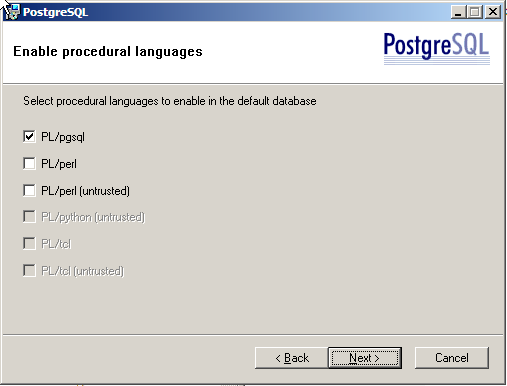 PostgreSQL
Enable procedural languages
PostgreSQL
Select procedural languages to enable in the default database
PL/pgsql
PL/perl
PL/perl (untrusted)
PL/python (untrusted)
PL/tcl
PL/tcl (untrusted)
< Back
Next >
Cancel